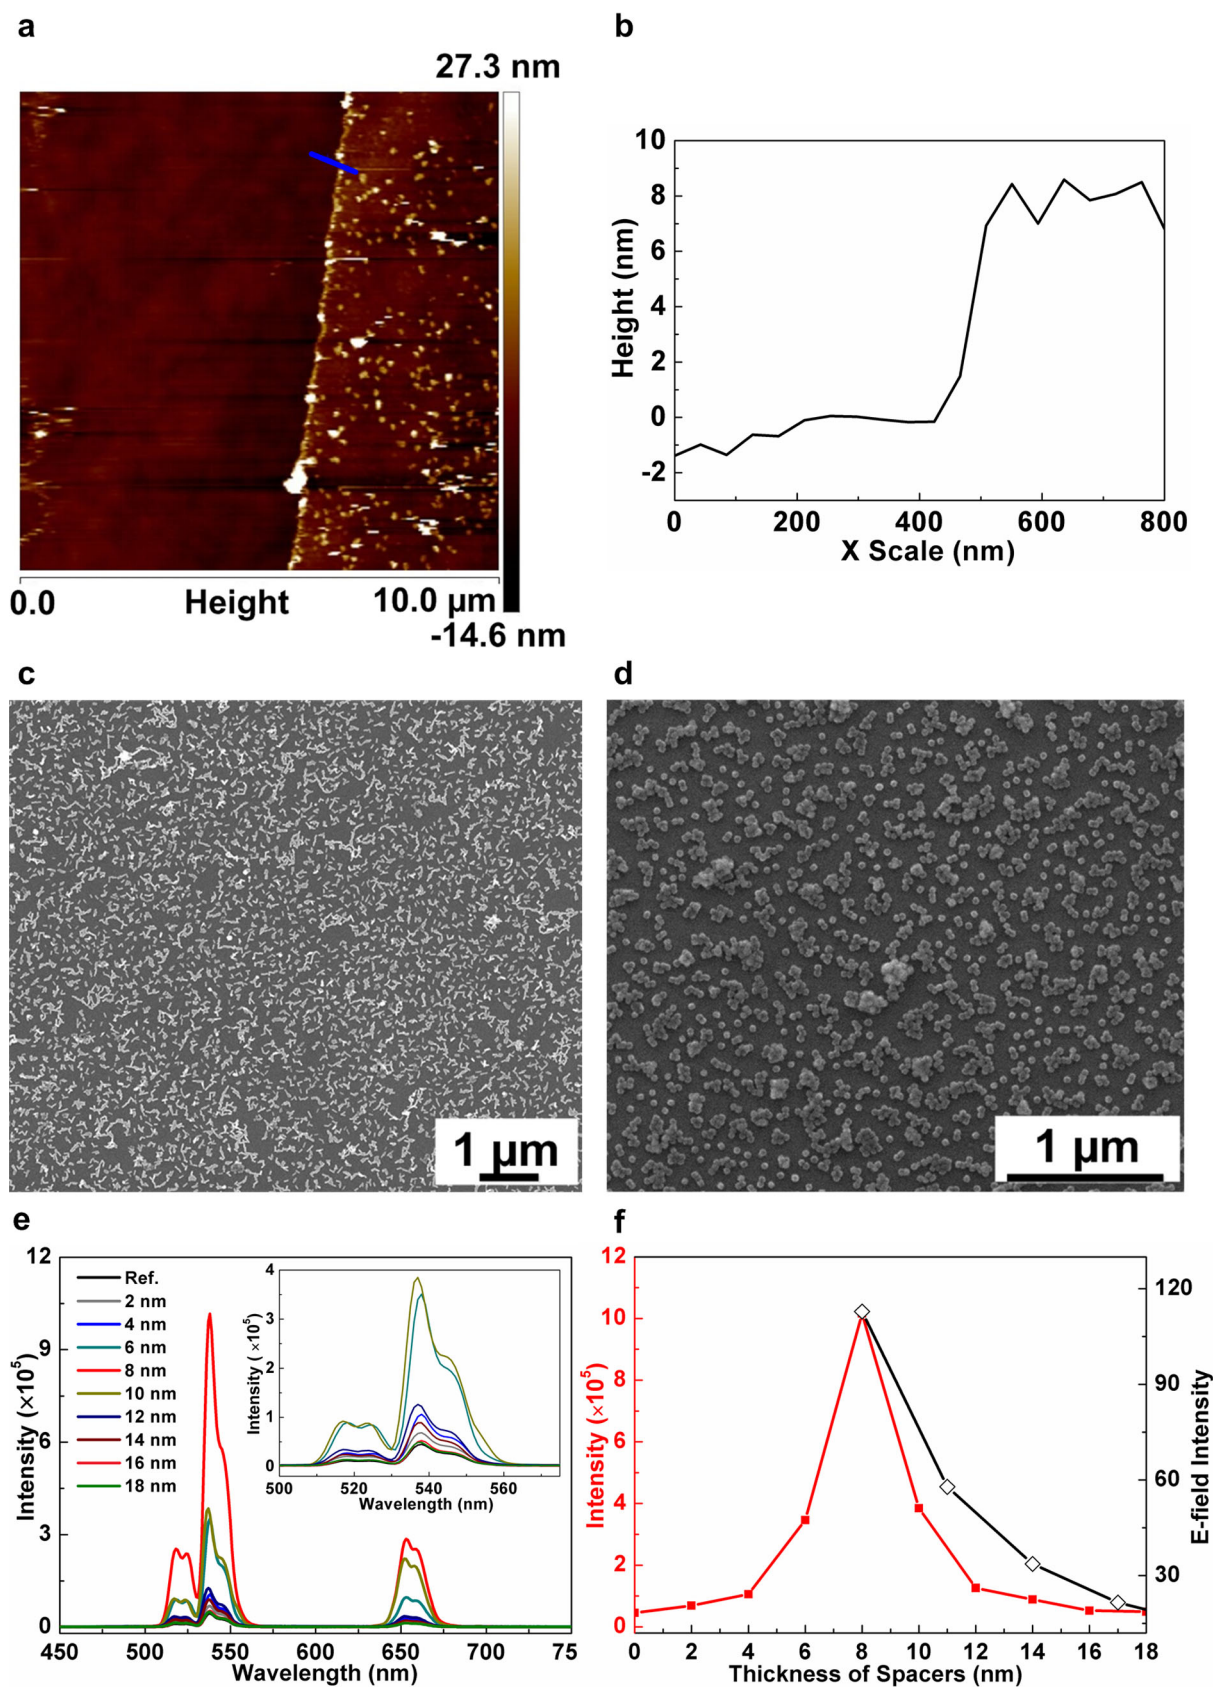 a
27.3 nm
0.0
Height
10.0 µm
-14.6 nm
b
10
8
6
4
2
0
-2
Height (nm)
0
200
400
600
800
X Scale (nm)
c
1 µm
d
1 µm
e
12
9
6
3
0
Intensity (×10⁵)
Ref.
2 nm
4 nm
6 nm
8 nm
10 nm
12 nm
14 nm
16 nm
18 nm
4
3
2
1
0
Intensity ( ×10⁵)
500
520
540
560
Wavelength (nm)
450
500
550
600
650
700
75
Wavelength (nm)
f
12
10
8
6
4
2
0
Intensity (×10⁵)
120
90
60
30
E-field Intensity
0
2
4
6
8
10
12
14
16
18
Thickness of Spacers (nm)